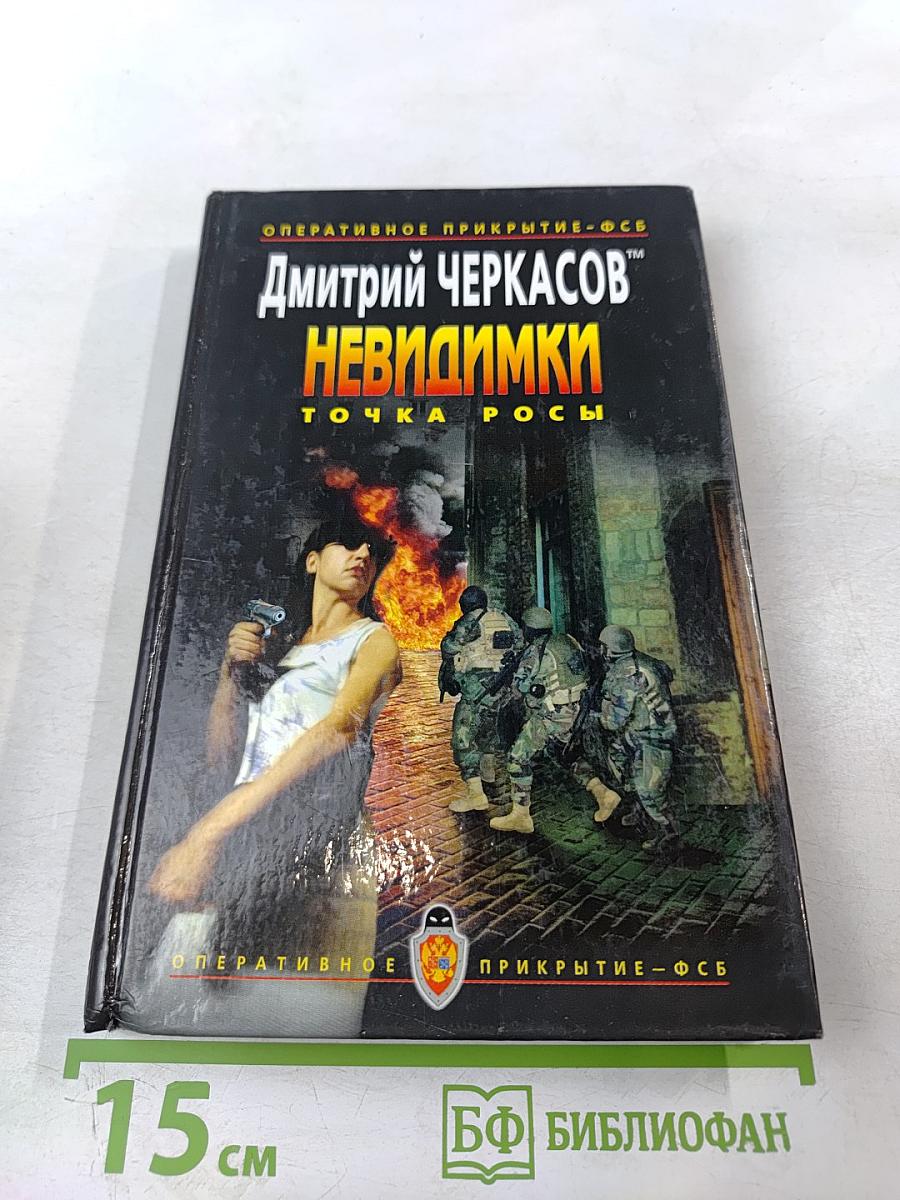 ОПЕРАТИВНОЕ ПРИКРЫТИЕ–ФСБ
Дмитрий ЧЕРКАСОВ™
НЕВИДИМКИ
ТОЧКА РОСЫ
ОПЕРАТИВНОЕ ПРИКРЫТИЕ–ФСБ
15 см
БФ БИБЛИОФАН